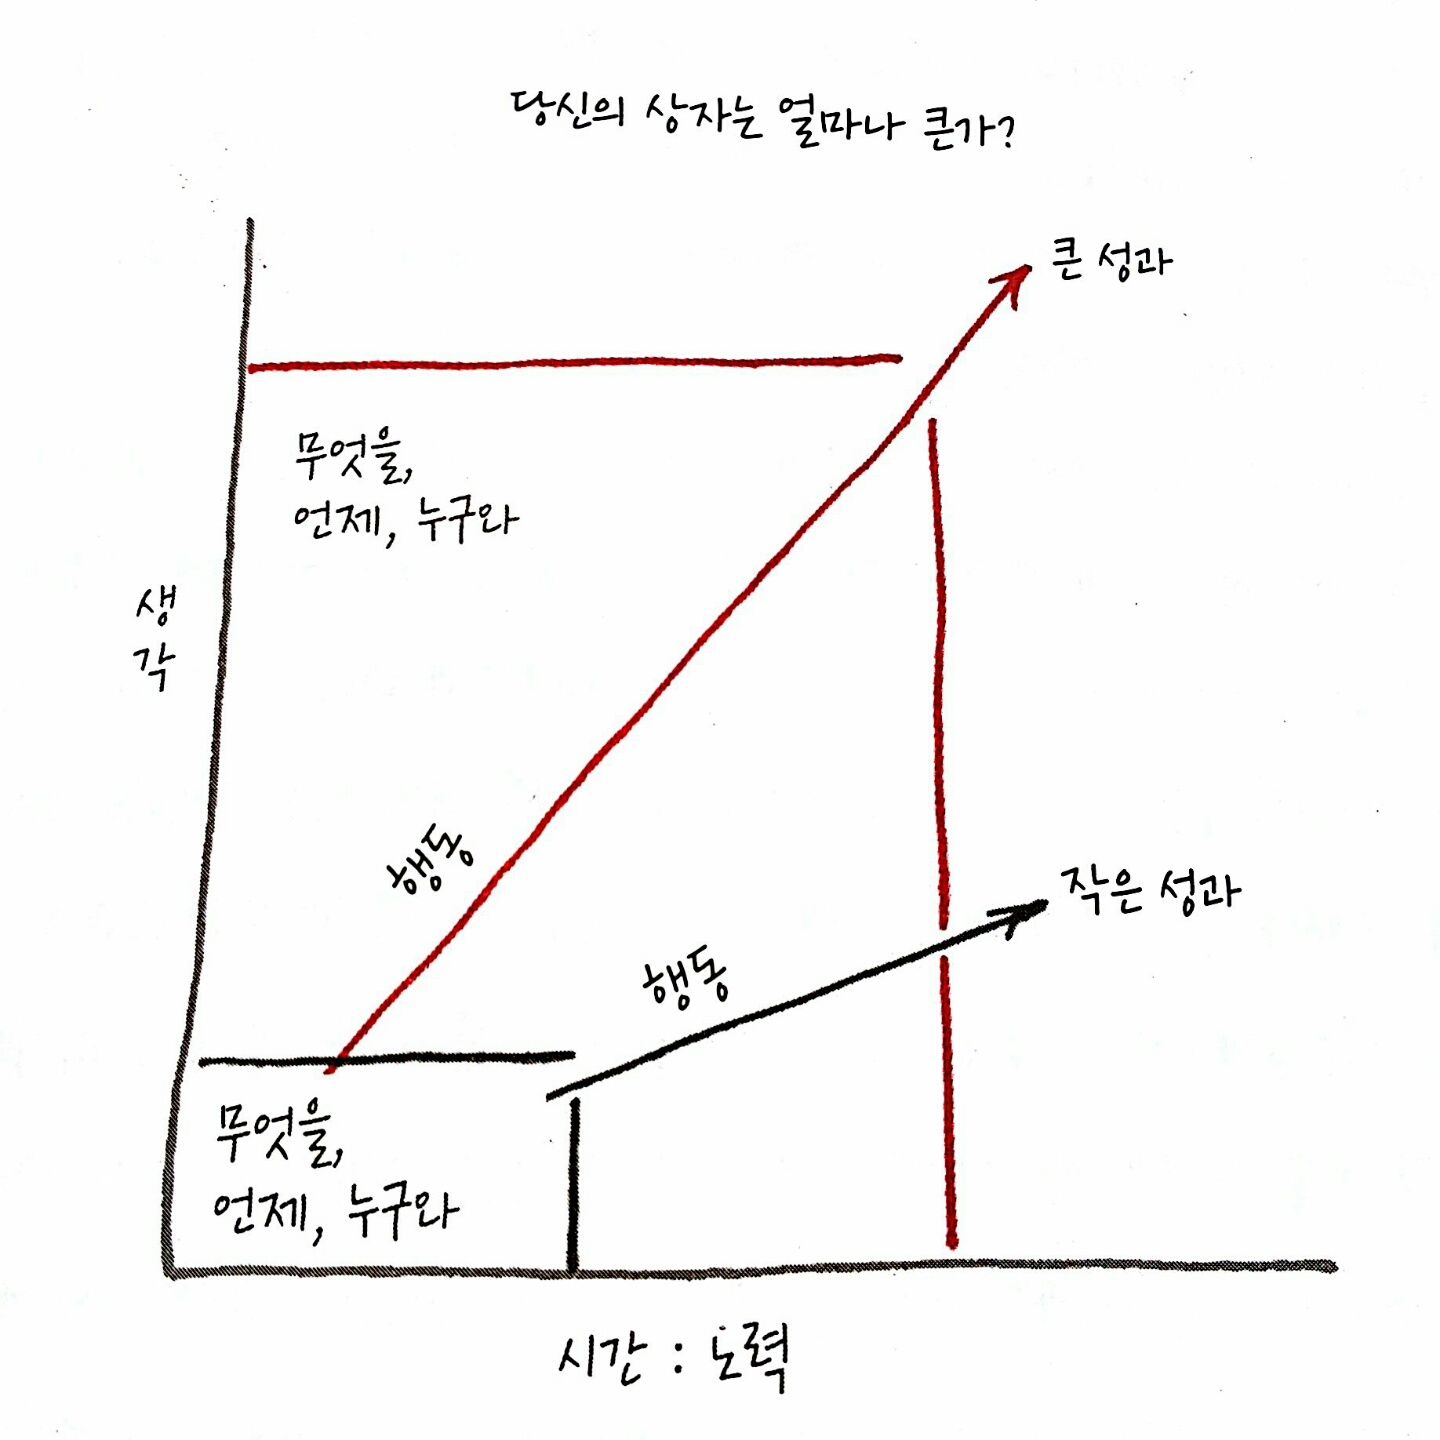 당신의 상자는 얼마나 큰가?
큰 성과
무엇을,
언제, 누구와
생
각
행동
작은 성과
행동
무엇을,
언제, 누구와
시간 : 노력